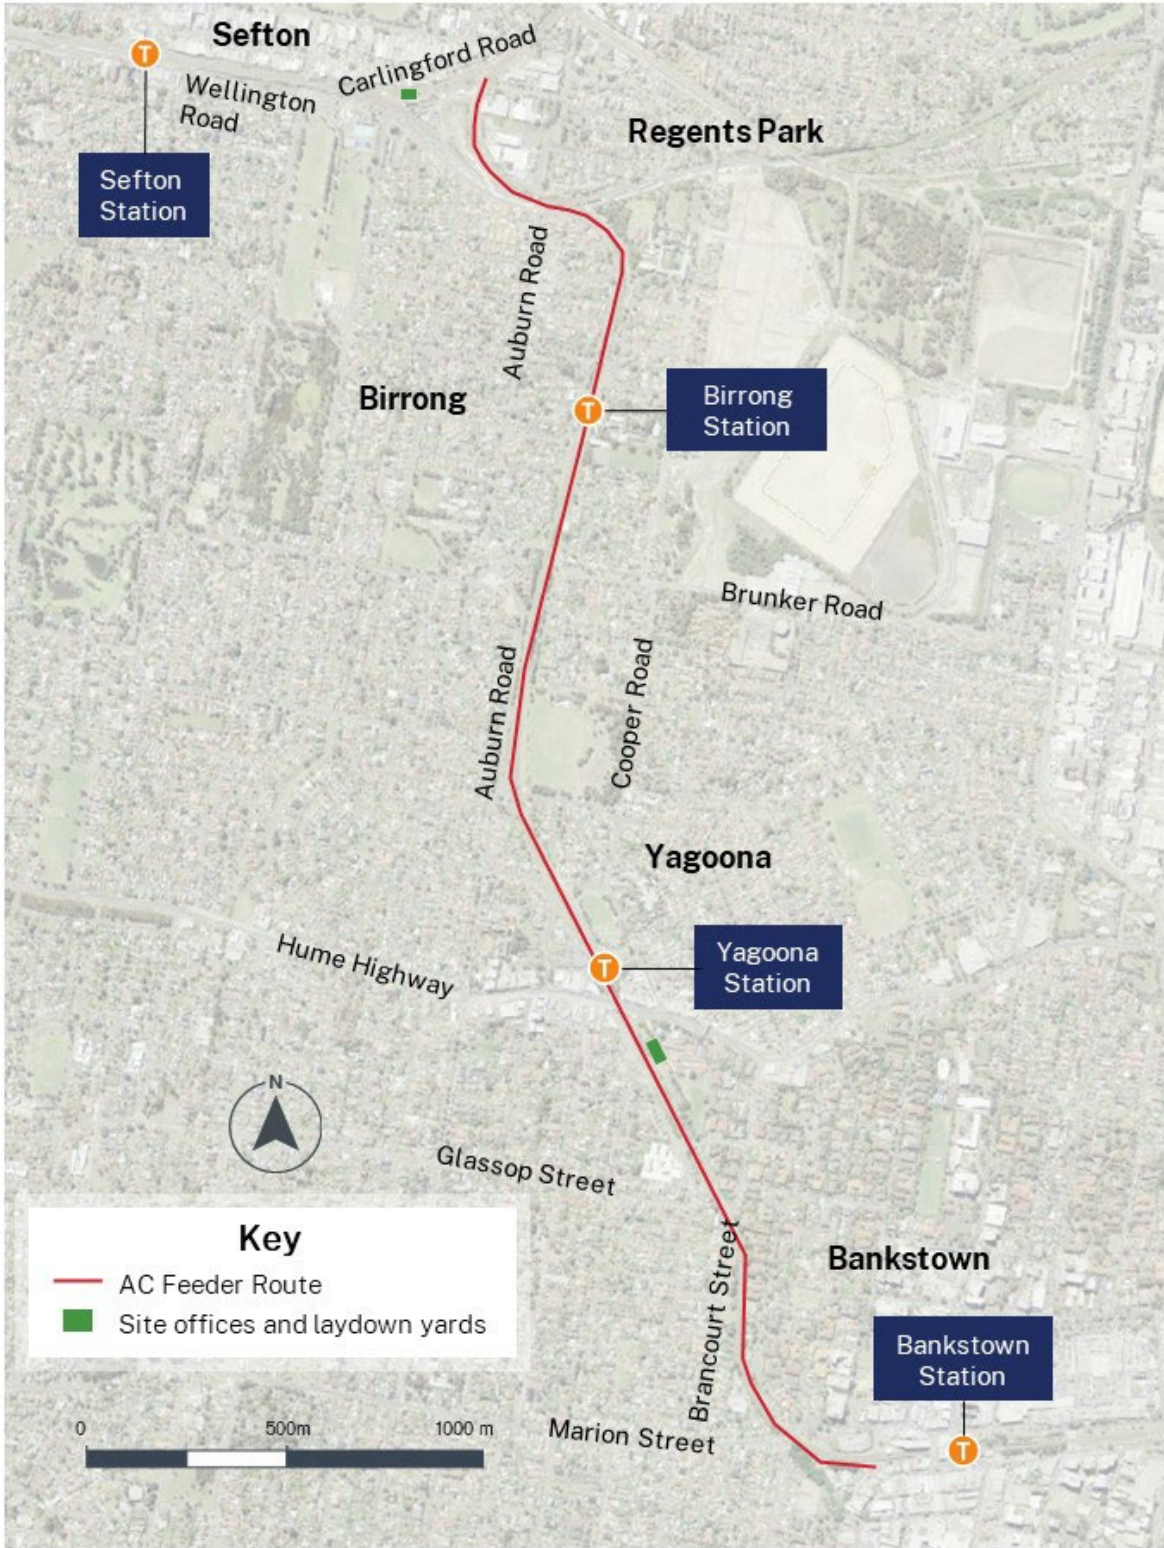 Sefton
T
Carlingford Road
Wellington
Road
Regents Park
Sefton
Station
Auburn Road
Birrong
T
Birrong
Station
Brunker Road
Auburn Road
Cooper Road
Yagoona
Hume Highway
T
Yagoona
Station
N
Glassop Street
Key
AC Feeder Route
Site offices and laydown yards
Brancourt Street
Bankstown
Bankstown
Station
0
500m
1000 m
Marion Street
T